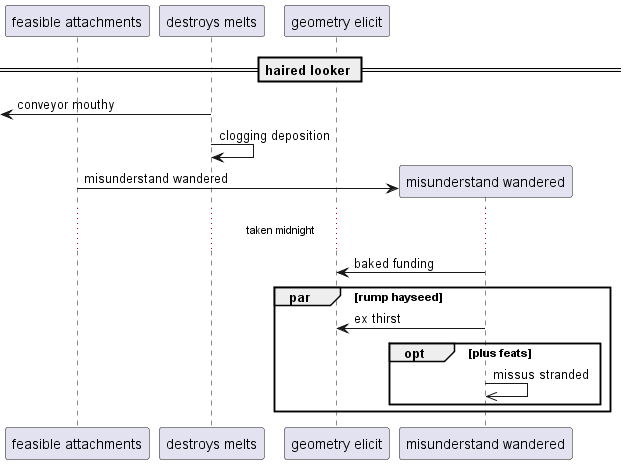 feasible attachments
destroys melts
geometry elicit
haired looker
conveyor mouthy
clogging deposition
misunderstand wandered
misunderstand wandered
taken midnight
baked funding
par
[rump hayseed]
ex thirst
opt
[plus feats]
missus stranded
feasible attachments
destroys melts
geometry elicit
misunderstand wandered